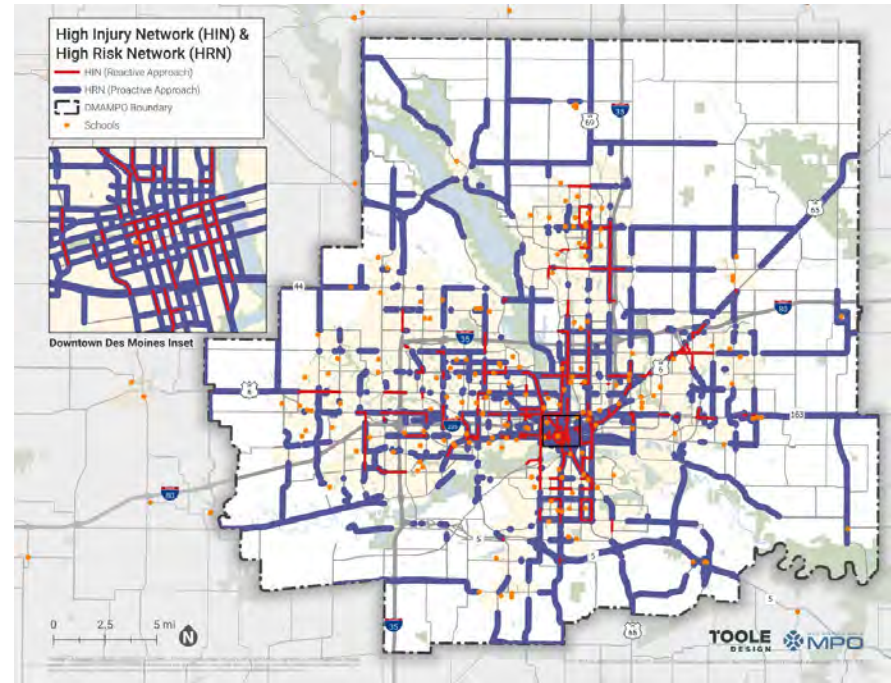 High Injury Network (HIN) &
High Risk Network (HRN)
HIN (Reactive Approach)
HRN (Proactive Approach)
DMAMPO Boundary
Schools
Downtown Des Moines Inset
35
69
65
44
80
35
6
6
235
163
80
5
5
5
35
65
0 2.5 5 mi
N
TOOLE
DESIGN
MPO